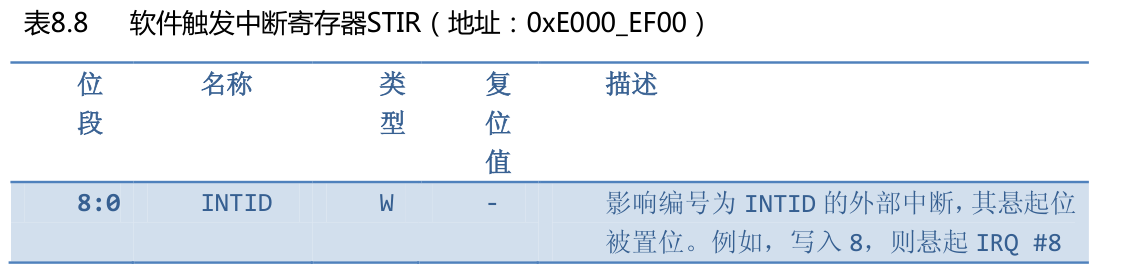 表8.8 软件触发中断寄存器STIR（地址：0xE000_EF00）
位段 名称 类型 复位值 描述
8:0 INTID W - 影响编号为 INTID 的外部中断，其悬起位
被置位。例如，写入 8，则悬起 IRQ #8